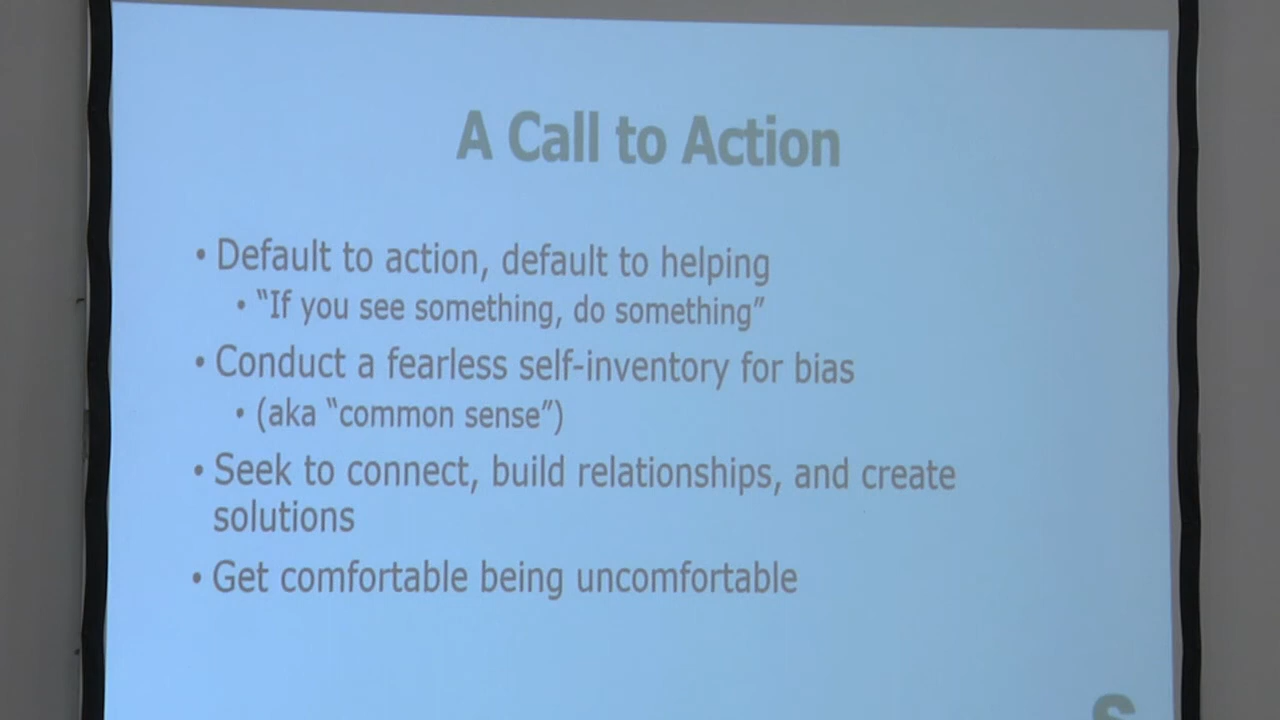 A Call to Action
• Default to action, default to helping
• “If you see something, do something”
• Conduct a fearless self-inventory for bias
• (aka “common sense”)
• Seek to connect, build relationships, and create
solutions
• Get comfortable being uncomfortable